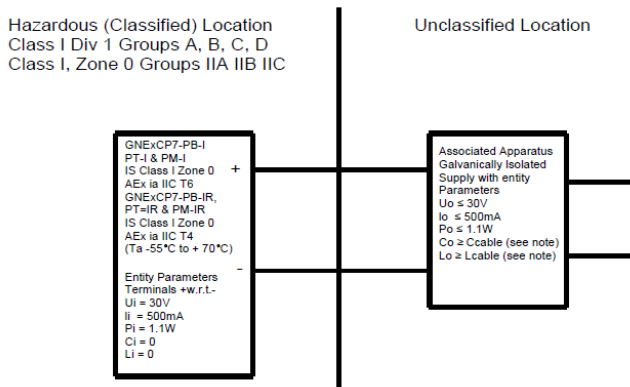 Hazardous (Classified) Location
Class I Div 1 Groups A, B, C, D
Class I, Zone 0 Groups IIA IIB IIC
Unclassified Location
GNExCP7-PB-I
PT-I & PM-I
IS Class I Zone 0
AEx ia IIC T6
GNExCP7-PB-IR,
PT=IR & PM-IR
IS Class I Zone 0
AEx ia IIC T4
(Ta -55°C to + 70°C)
Entity Parameters
Terminals +w.r.t.-
Ui = 30V
Ii = 500mA
Pi = 1.1W
Ci = 0
Li = 0
+
-
Associated Apparatus
Galvanically Isolated
Supply with entity
Parameters
Uo ≤ 30V
Io ≤ 500mA
Po ≤ 1.1W
Co ≥ Ccable (see note)
Lo ≥ Lcable (see note)